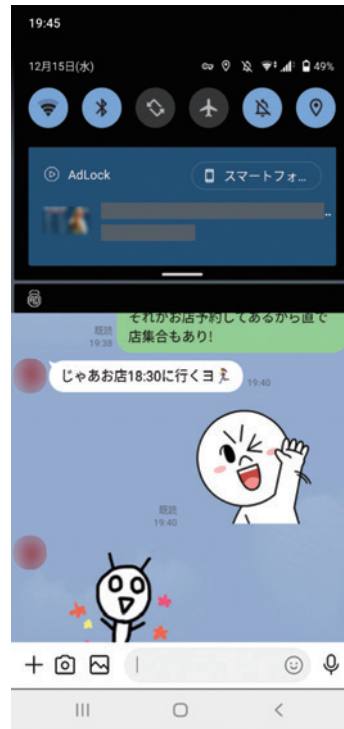 19:45
12月15日(水)
49%
AdLock
スマートフォ...
..
AD
それかお店予約してあるから直で
店集合もあり!
既読
19:38
じゃあお店18:30に行くヨ🏃
19:40
既読
19:40